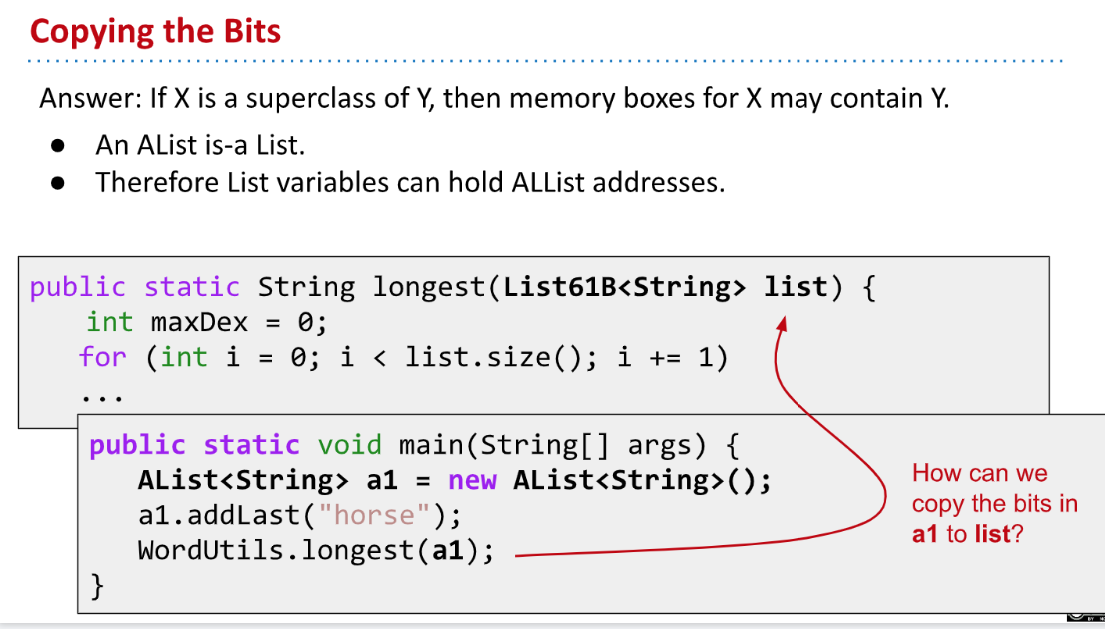 Copying the Bits
Answer: If X is a superclass of Y, then memory boxes for X may contain Y.
● An AList is-a List.
● Therefore List variables can hold ALList addresses.
public static String longest(List61B<String> list) {
int maxDex = 0;
for (int i = 0; i < list.size(); i += 1)
...
public static void main(String[] args) {
AList<String> a1 = new AList<String>();
a1.addLast("horse");
WordUtils.longest(a1);
}
How can we
copy the bits in
a1 to list?